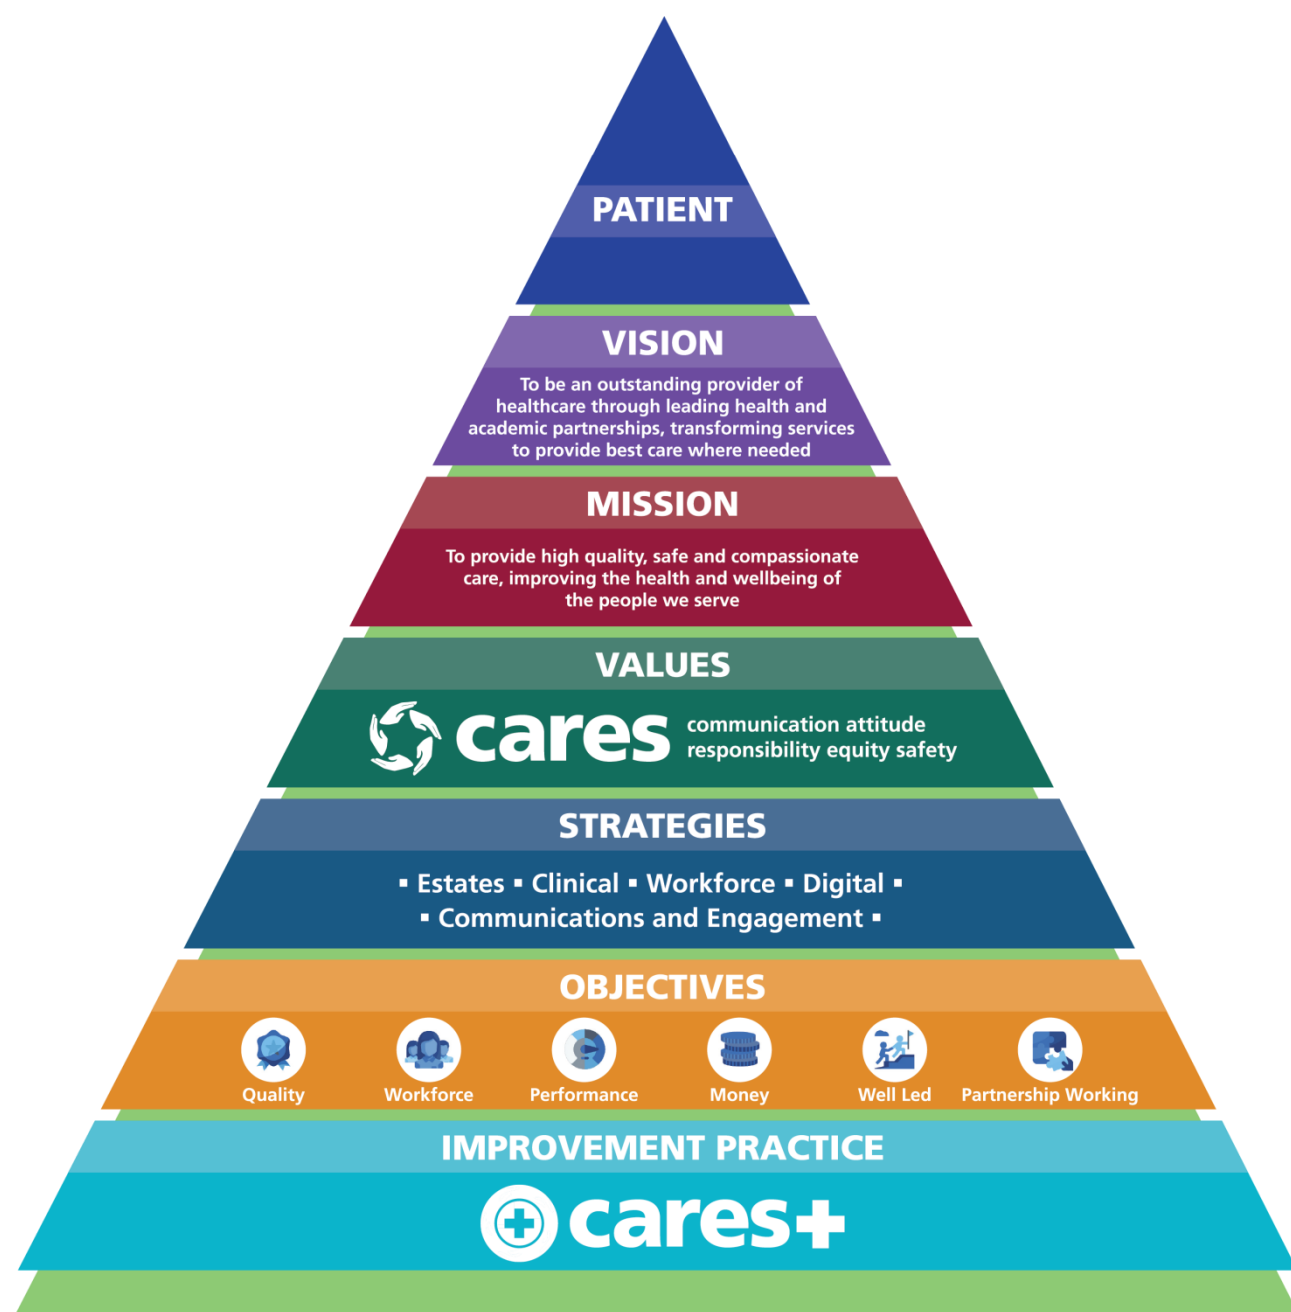 PATIENT
VISION
To be an outstanding provider of
healthcare through leading health and
academic partnerships, transforming services
to provide best care where needed
MISSION
To provide high quality, safe and compassionate
care, improving the health and wellbeing of
the people we serve
VALUES
cares communication attitude
responsibility equity safety
STRATEGIES
▪ Estates ▪ Clinical ▪ Workforce ▪ Digital ▪
▪ Communications and Engagement ▪
OBJECTIVES
Quality Workforce Performance Money Well Led Partnership Working
IMPROVEMENT PRACTICE
cares+